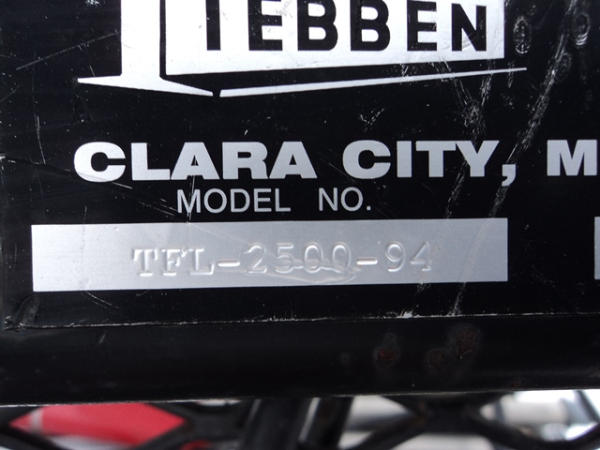 TEBBEN
CLARA CITY, M
MODEL NO.
TFL-2500-94